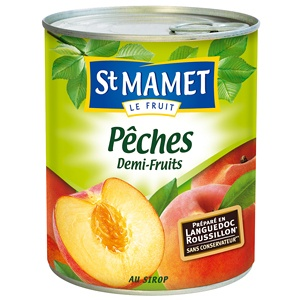 St MAMET
LE FRUIT
Pêches
Demi-Fruits
PRÉPARÉ EN
LANGUEDOC
ROUSSILLON*
SANS CONSERVATEUR*
AU SIROP